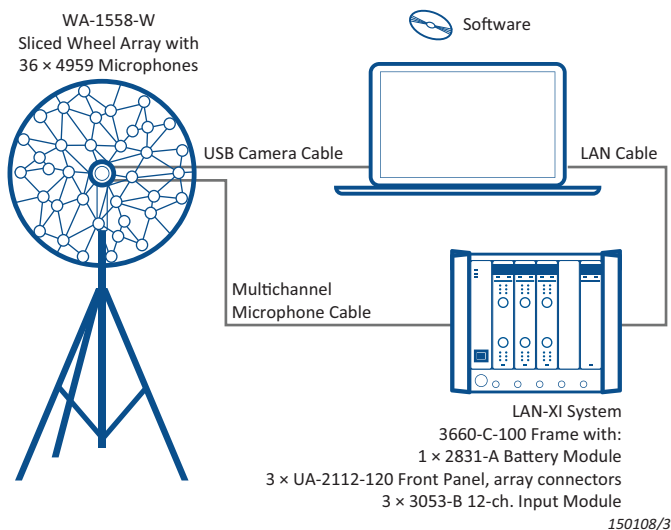 WA-1558-W
Sliced Wheel Array with
36 × 4959 Microphones
Software
USB Camera Cable
LAN Cable
Multichannel
Microphone Cable
LAN-XI System
3660-C-100 Frame with:
1 × 2831-A Battery Module
3 × UA-2112-120 Front Panel, array connectors
3 × 3053-B 12-ch. Input Module
150108/3